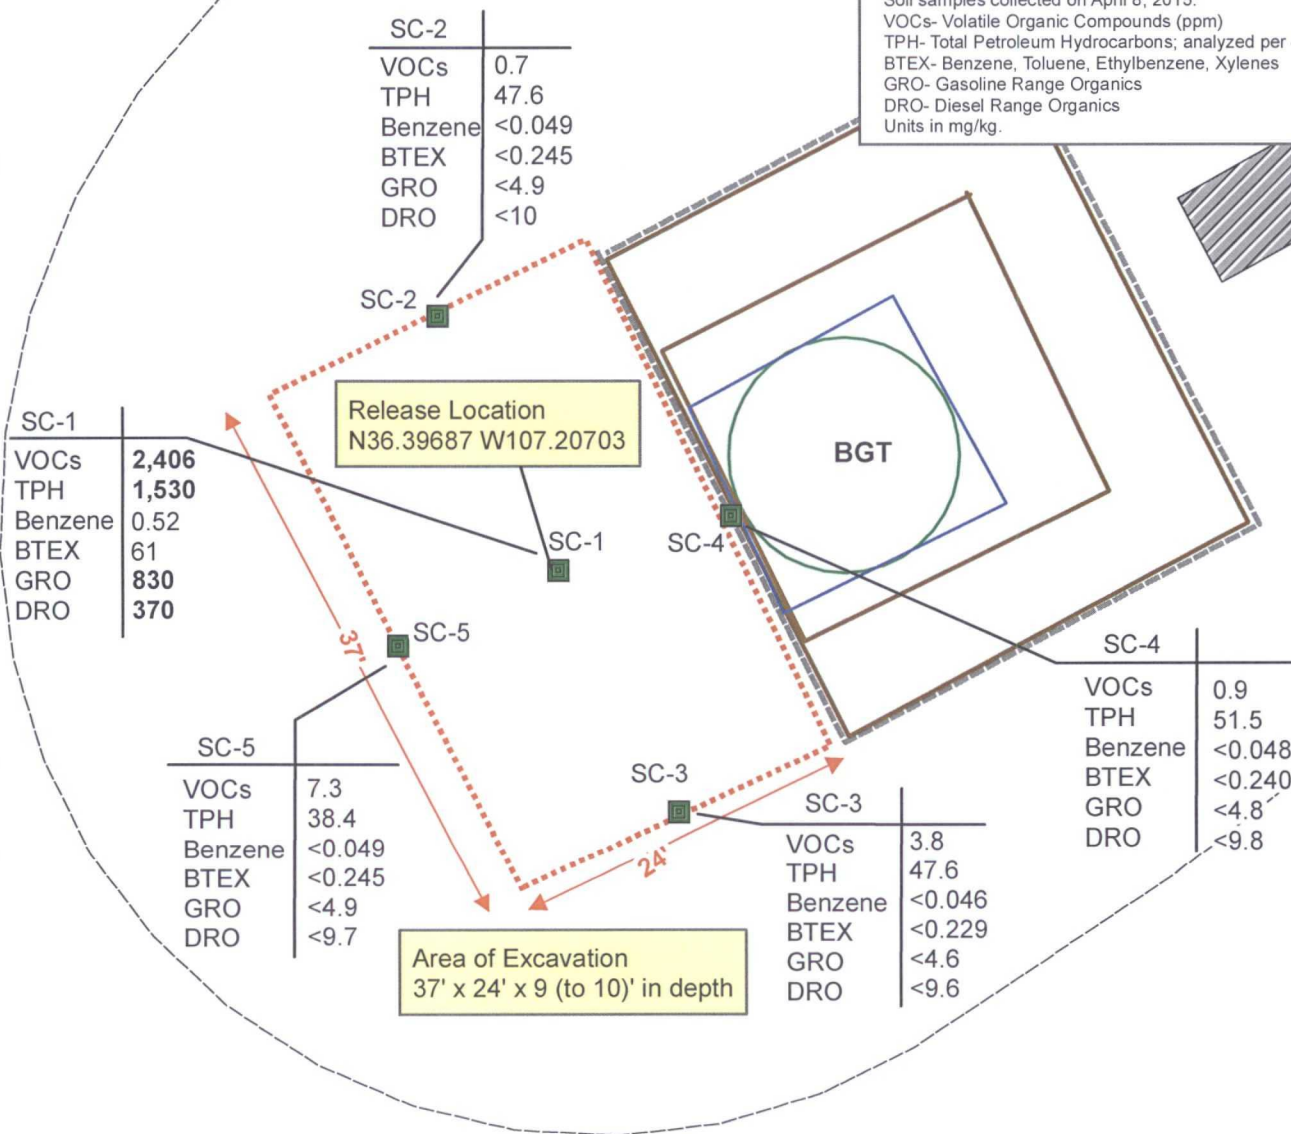 Soil samples collected on April 8, 2015.
VOCs- Volatile Organic Compounds (ppm)
TPH- Total Petroleum Hydrocarbons; analyzed per
BTEX- Benzene, Toluene, Ethylbenzene, Xylenes
GRO- Gasoline Range Organics
DRO- Diesel Range Organics
Units in mg/kg.
SC-2
VOCs 0.7
TPH 47.6
Benzene <0.049
BTEX <0.245
GRO <4.9
DRO <10
SC-2
Release Location
N36.39687 W107.20703
SC-1
VOCs 2,406
TPH 1,530
Benzene 0.52
BTEX 61
GRO 830
DRO 370
BGT
SC-1
SC-4
SC-5
37'
SC-4
VOCs 0.9
TPH 51.5
Benzene <0.048
BTEX <0.240
GRO <4.8
DRO <9.8
SC-5
VOCs 7.3
TPH 38.4
Benzene <0.049
BTEX <0.245
GRO <4.9
DRO <9.7
SC-3
24'
SC-3
VOCs 3.8
TPH 47.6
Benzene <0.046
BTEX <0.229
GRO <4.6
DRO <9.6
Area of Excavation
37' x 24' x 9 (to 10)' in depth